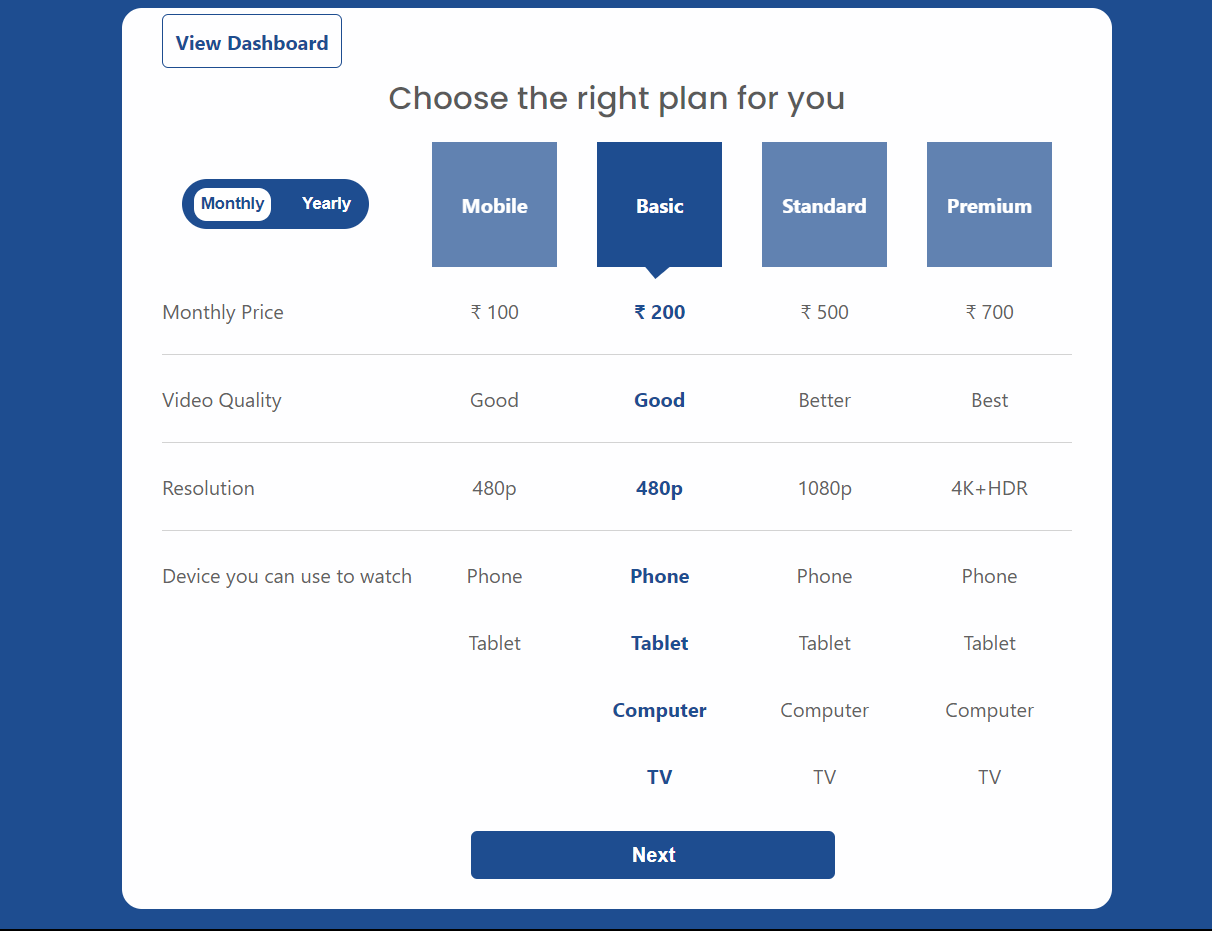 View Dashboard
Choose the right plan for you
Monthly Yearly
Mobile Basic Standard Premium
Monthly Price ₹ 100 ₹ 200 ₹ 500 ₹ 700
Video Quality Good Good Better Best
Resolution 480p 480p 1080p 4K+HDR
Device you can use to watch Phone Phone Phone Phone
Tablet Tablet Tablet Tablet
Computer Computer Computer
TV TV TV
Next